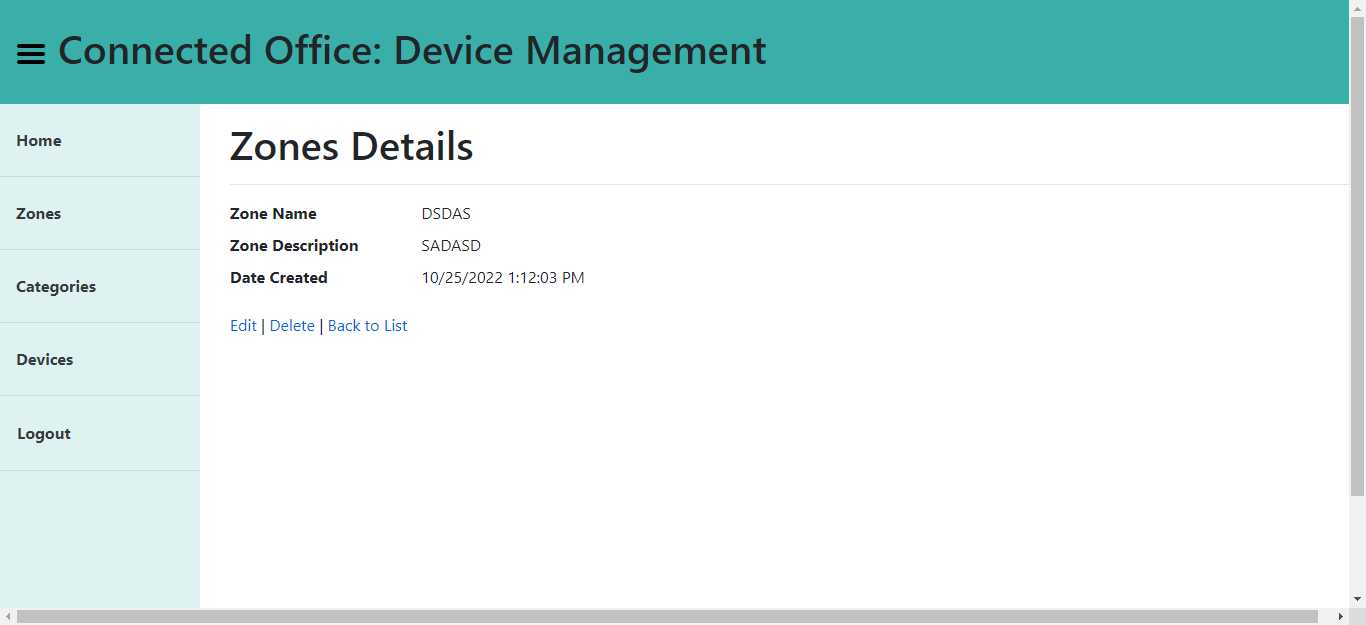 Connected Office: Device Management
Home
Zones
Categories
Devices
Logout
Zones Details
Zone Name DSDAS
Zone Description SADASD
Date Created 10/25/2022 1:12:03 PM
Edit | Delete | Back to List